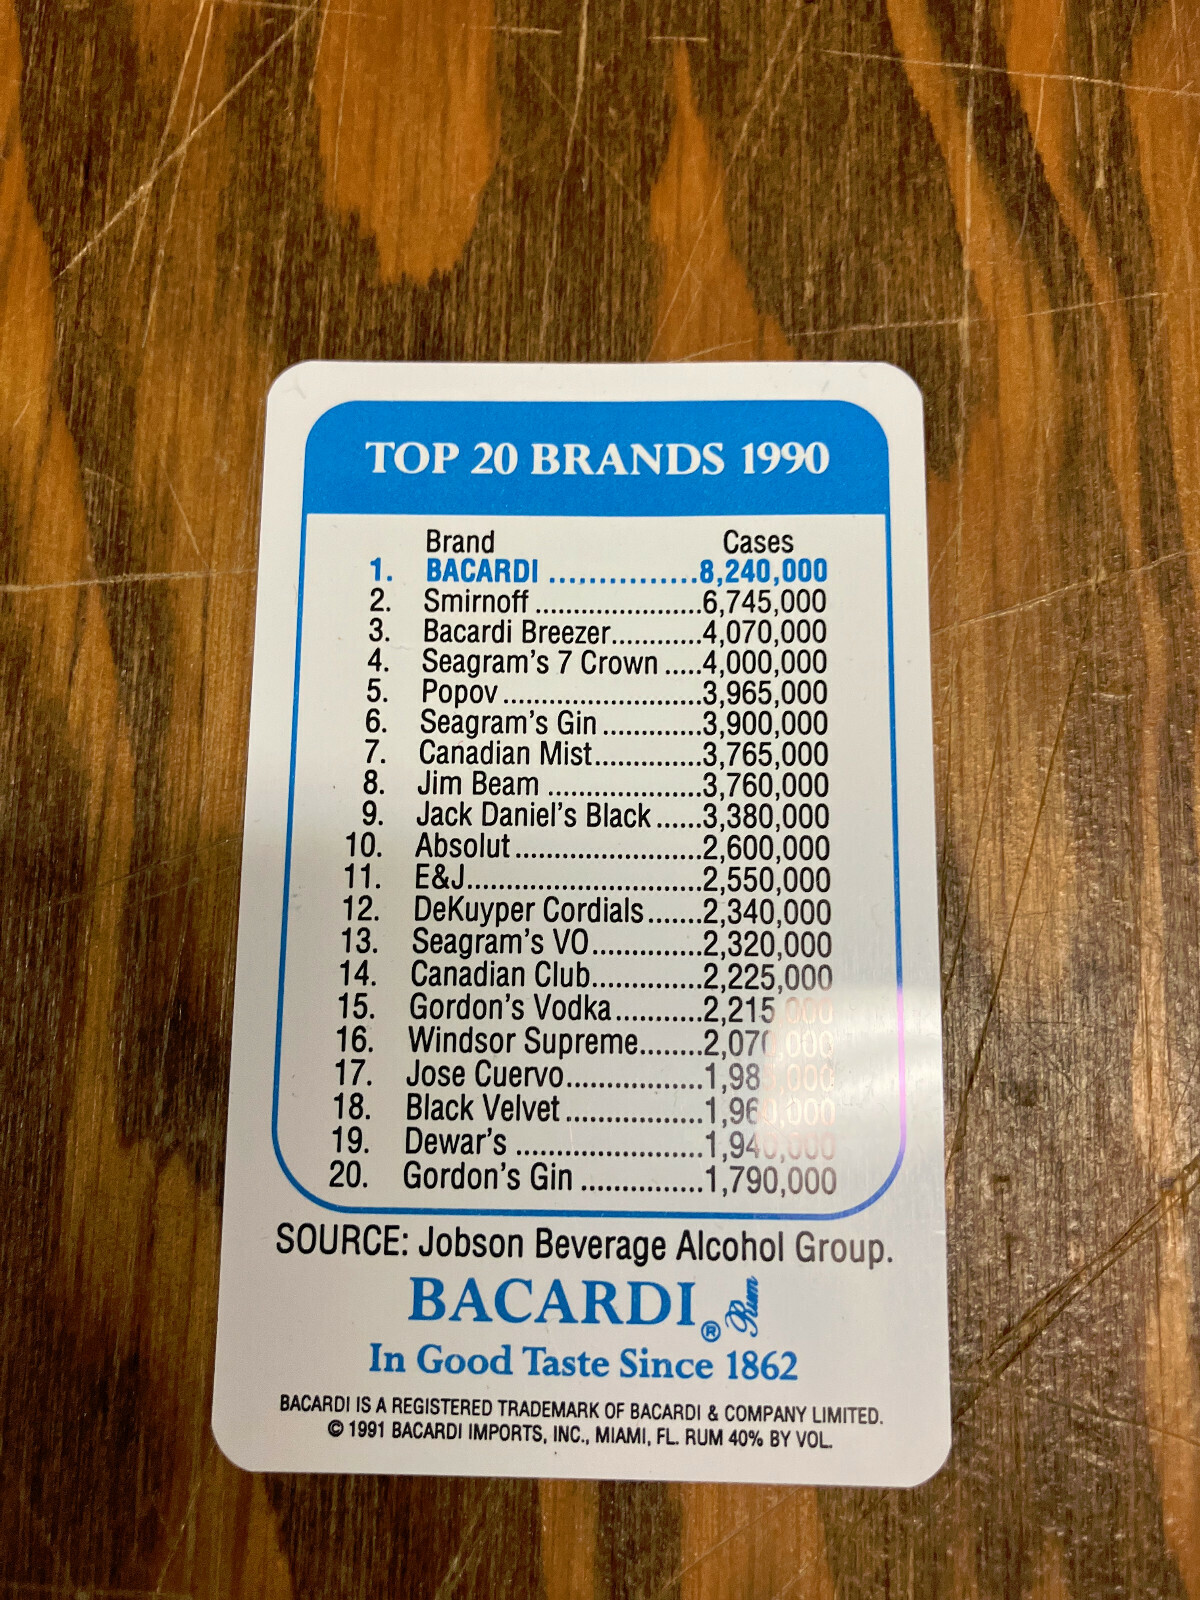 TOP 20 BRANDS 1990
Brand Cases
1. BACARDI ................8,240,000
2. Smirnoff ......................6,745,000
3. Bacardi Breezer............4,070,000
4. Seagram's 7 Crown .....4,000,000
5. Popov ..........................3,965,000
6. Seagram's Gin .............3,900,000
7. Canadian Mist..............3,765,000
8. Jim Beam ....................3,760,000
9. Jack Daniel's Black ......3,380,000
10. Absolut ........................2,600,000
11. E&J..............................2,550,000
12. DeKuyper Cordials .......2,340,000
13. Seagram's VO..............2,320,000
14. Canadian Club..............2,225,000
15. Gordon's Vodka ...........2,215,000
16. Windsor Supreme........2,070,000
17. Jose Cuervo.................
18. Black Velvet .................1,960,000
19. Dewar's .......................1,940,000
20. Gordon's Gin ...............1,790,000
SOURCE: Jobson Beverage Alcohol Group.
BACARDI® Rum
In Good Taste Since 1862
BACARDI IS A REGISTERED TRADEMARK OF BACARDI & COMPANY LIMITED.
© 1991 BACARDI IMPORTS, INC., MIAMI, FL. RUM 40% BY VOL.